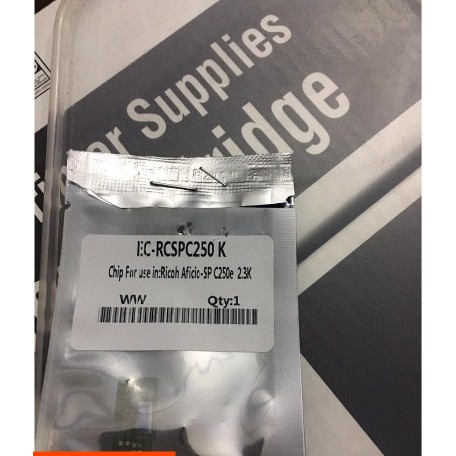 Supplies
ridge
EC-RCSPC250 K
Chip For use in:Ricoh Aficio-SP C250e 2.3K
WW Qty:1